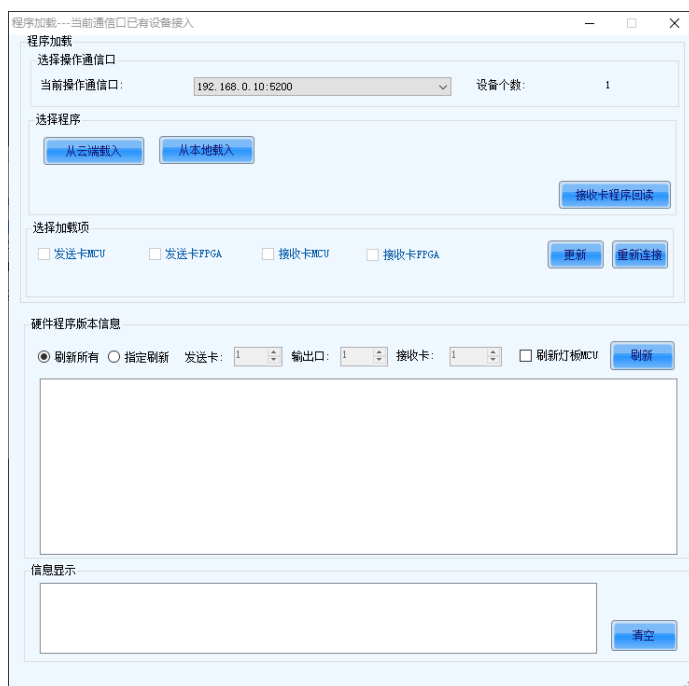 程序加载---当前通信口已有设备接入
程序加载
选择操作通信口
当前操作通信口: 192.168.0.10:5200 设备个数: 1
选择程序
从云端载入 从本地载入
接收卡程序回读
选择加载项
发送卡MCU 发送卡FPGA 接收卡MCU 接收卡FPGA 更新 重新连接
硬件程序版本信息
刷新所有 指定刷新 发送卡: 1 输出口: 1 接收卡: 1 刷新灯板MCU 刷新
信息显示
清空